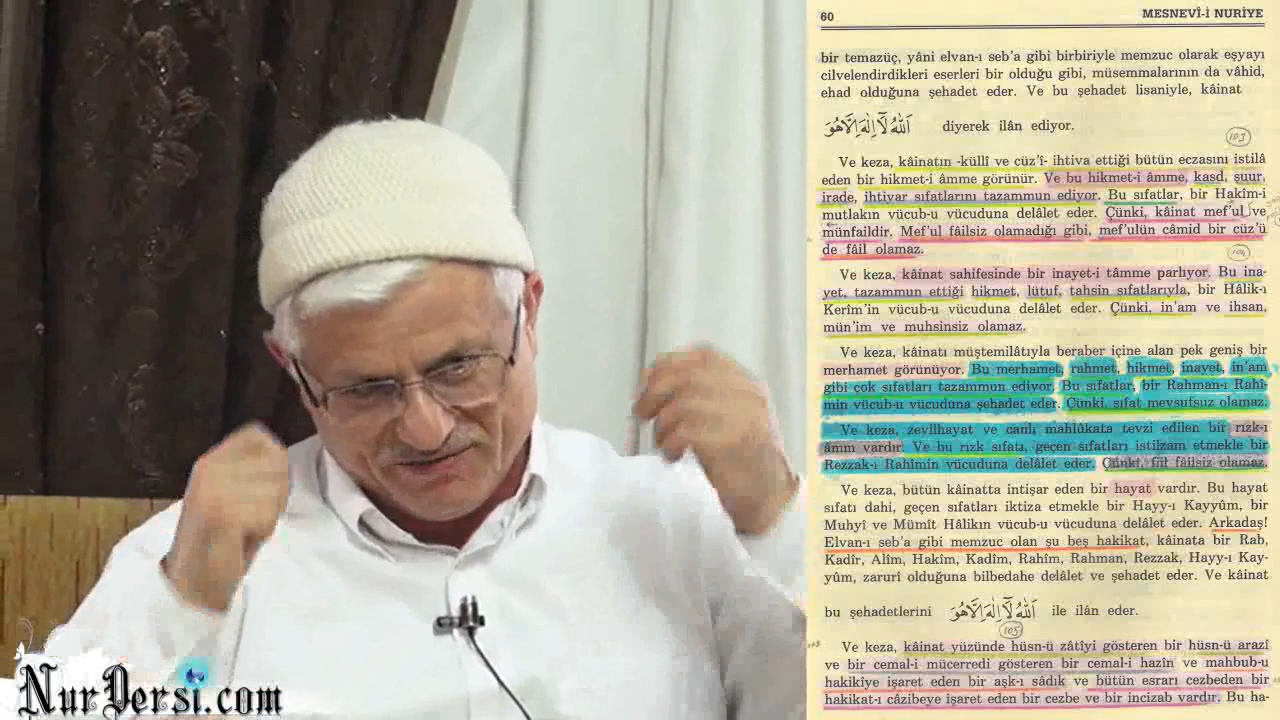 60
MESNEVÎ-İ NURİYE
bir temazüç, yâni elvan-ı seb'a gibi birbiriyle memzuc olarak eşyayı
cilvelendirdikleri eserleri bir olduğu gibi, müsemmalarının da vâhid,
ehad olduğuna şehadet eder. Ve bu şehadet lisaniyle, kâinat
اَللهُ لَٓا اِلٰهَ اِلَّا هُوَ diyerek ilân ediyor.
103
Ve keza, kâinatın -küllî ve cüz'î- ihtiva ettiği bütün eczasını istilâ
eden bir hikmet-i âmme görünür. Ve bu hikmet-i âmme, kasd, şuur,
irade, ihtiyar sıfatlarını tazammun ediyor. Bu sıfatlar, bir Hakîm-i
mutlakın vücub-u vücuduna delâlet eder. Çünki, kâinat mef'ul ve
münfaildir. Mef'ul fâilsiz olamadığı gibi, mef'ulün câmid bir cüz'ü
de fâil olamaz.
104
Ve keza, kâinat sahifesinde bir inayet-i tâmme parlıyor. Bu ina-
yet, tazammun ettiği hikmet, lütuf, tahsin sıfatlarıyla, bir Hâlik-ı
Kerîm'in vücub-u vücuduna delâlet eder. Çünki, in'am ve ihsan,
mün'im ve muhsinsiz olamaz.
Ve keza, kâinatı müştemilâtıyla beraber içine alan pek geniş bir
merhamet görünüyor. Bu merhamet, rahmet, hikmet, inayet, in'am
gibi çok sıfatları tazammun ediyor. Bu sıfatlar, bir Rahman-ı Rahî-
min vücub-u vücuduna şehadet eder. Çünki, sıfat mevsufsuz olamaz.
Ve keza, zevilhayat ve canlı mahlûkata tevzi edilen bir rızk-ı
âmm vardır. Ve bu rızk sıfatı, geçen sıfatları istilzam etmekle bir
Rezzak-ı Rahîmin vücuduna delâlet eder. Çünki, fiil fâilsiz olamaz.
Ve keza, bütün kâinatta intişar eden bir hayat vardır. Bu hayat
sıfatı dahi, geçen sıfatları iktiza etmekle bir Hayy-ı Kayyûm, bir
Muhyî ve Mümît Hâlikın vücub-u vücuduna delâlet eder. Arkadaş!
Elvan-ı seb'a gibi memzuc olan şu beş hakikat, kâinata bir Rab,
Kadîr, Alîm, Hakîm, Kadîm, Rahîm, Rahman, Rezzak, Hayy-ı Kay-
yûm, zarurî olduğuna bilbedahe delâlet ve şehadet eder. Ve kâinat
bu şehadetlerini اَللهُ لَٓا اِلٰهَ اِلَّا هُوَ ile ilân eder.
105
Ve keza, kâinat yüzünde hüsn-ü zâtîyi gösteren bir hüsn-ü arazî
ve bir cemal-i mücerredi gösteren bir cemal-i hazîn ve mahbub-u
hakikiye işaret eden bir aşk-ı sâdık ve bütün esrarı cezbeden bir
hakikat-ı câzibeye işaret eden bir cezbe ve bir incizab vardır. Bu ha-
NurDersi.com